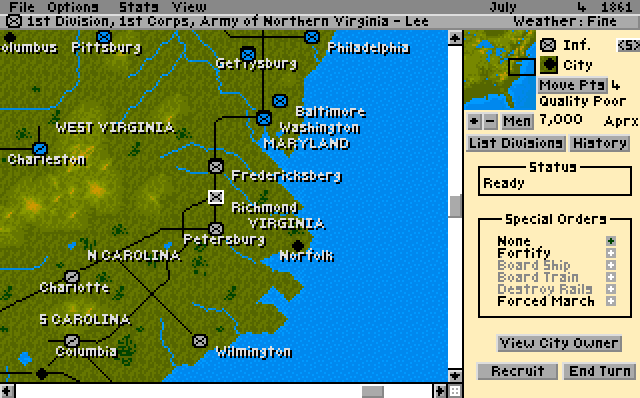 File Options Stats View July 4 1861
1st Division, 1st Corps, Army of Northern Virginia - Lee Weather: Fine
olumbus Pittsburg Philadelphia
Gettysburg
Baltimore
WEST VIRGINIA Washington
MARYLAND
Charleston
Fredericksberg
Richmond
VIRGINIA
Petersburg
N CAROLINA Norfolk
Charlotte
S CAROLINA
Columbia Wilmington
Inf. <S>
City
Move Pts 4
Quality Poor
+ - Men 7,000 Aprx
List Divisions History
Status
Ready
Special Orders
None +
Fortify +
Board Ship +
Board Train +
Destroy Rails +
Forced March +
View City Owner
Recruit End Turn